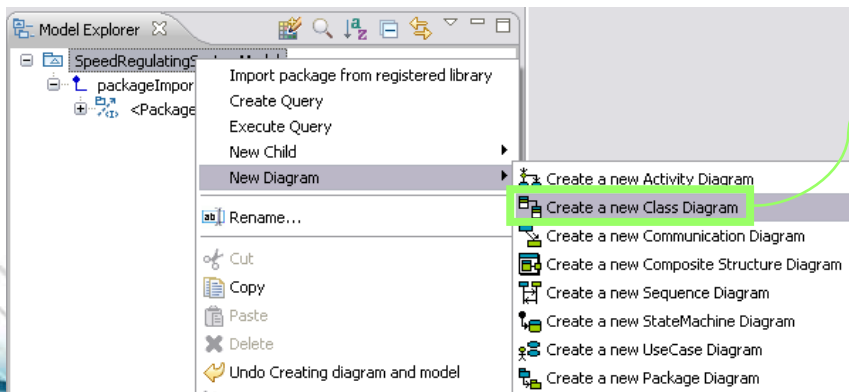 Model Explorer
SpeedRegulatingS
packageImpor
<Package
Import package from registered library
Create Query
Execute Query
New Child
New Diagram
Rename...
Cut
Copy
Paste
Delete
Undo Creating diagram and model
Create a new Activity Diagram
Create a new Class Diagram
Create a new Communication Diagram
Create a new Composite Structure Diagram
Create a new Sequence Diagram
Create a new StateMachine Diagram
Create a new UseCase Diagram
Create a new Package Diagram